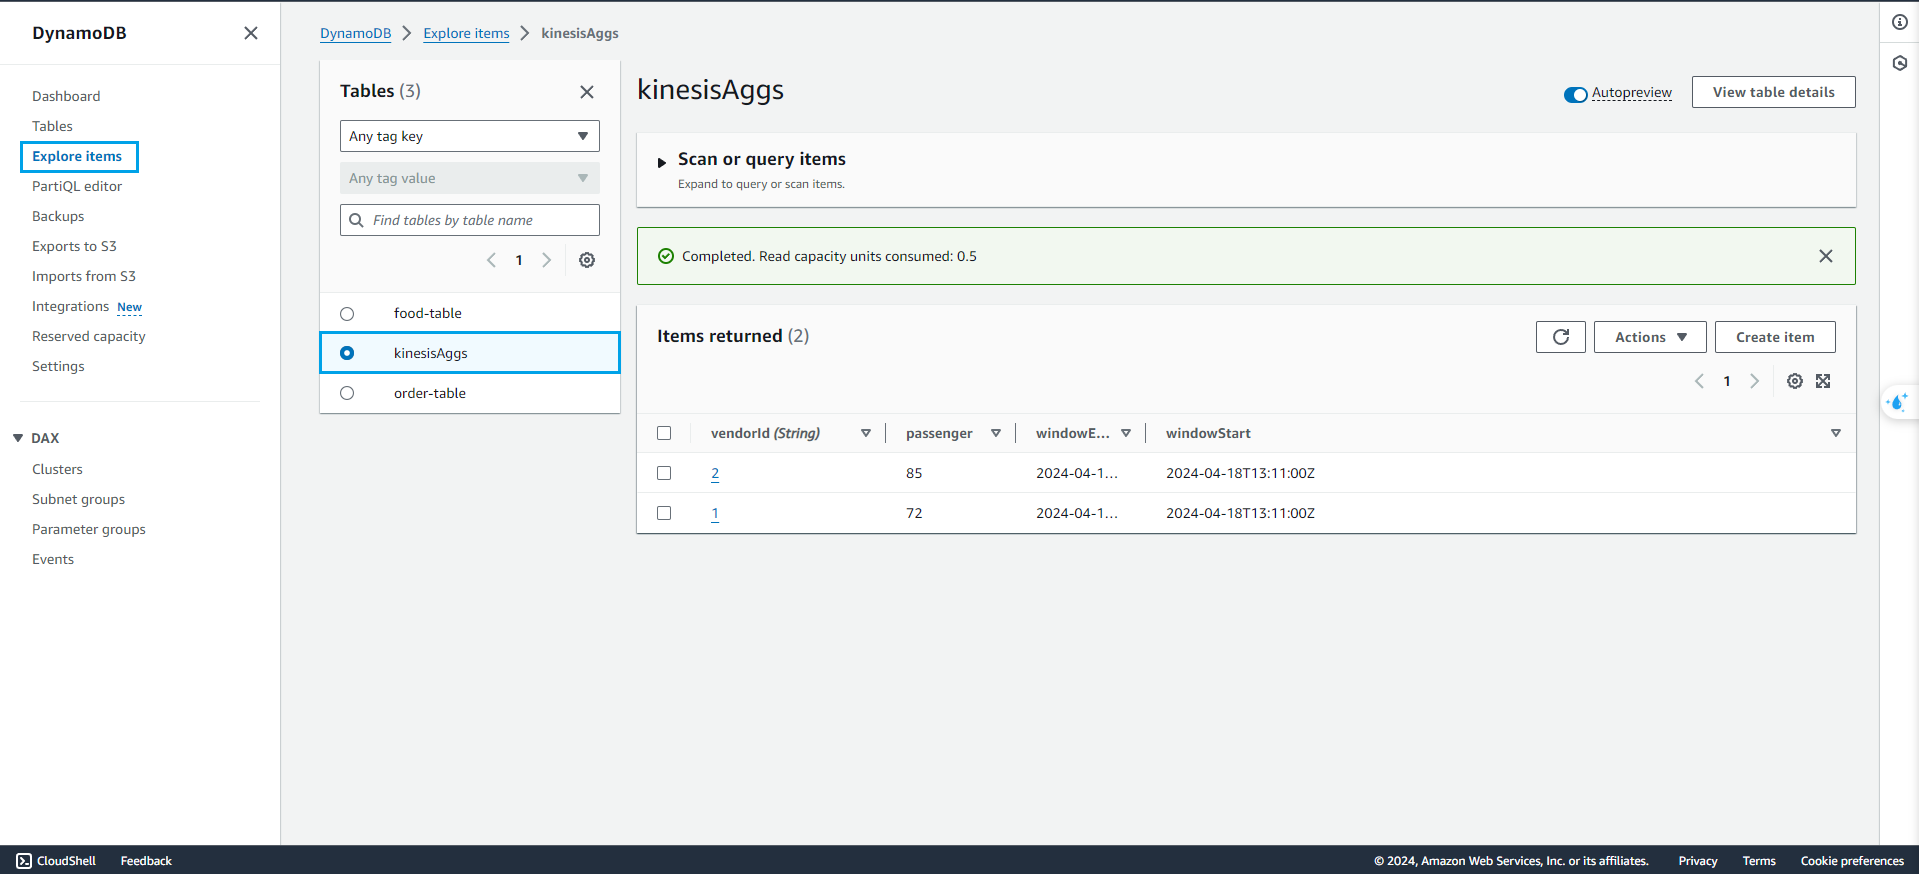 DynamoDB
Dashboard
Tables
Explore items
PartiQL editor
Backups
Exports to S3
Imports from S3
Integrations New
Reserved capacity
Settings
DAX
Clusters
Subnet groups
Parameter groups
Events
DynamoDB > Explore items > kinesisAggs
Tables (3)
Any tag key
Any tag value
Find tables by table name
1
food-table
kinesisAggs
order-table
kinesisAggs
Autopreview
View table details
Scan or query items
Expand to query or scan items.
Completed. Read capacity units consumed: 0.5
Items returned (2)
Actions
Create item
1
vendorId (String) passenger windowE... windowStart
2 85 2024-04-1... 2024-04-18T13:11:00Z
1 72 2024-04-1... 2024-04-18T13:11:00Z
CloudShell Feedback © 2024, Amazon Web Services, Inc. or its affiliates. Privacy Terms Cookie preferences